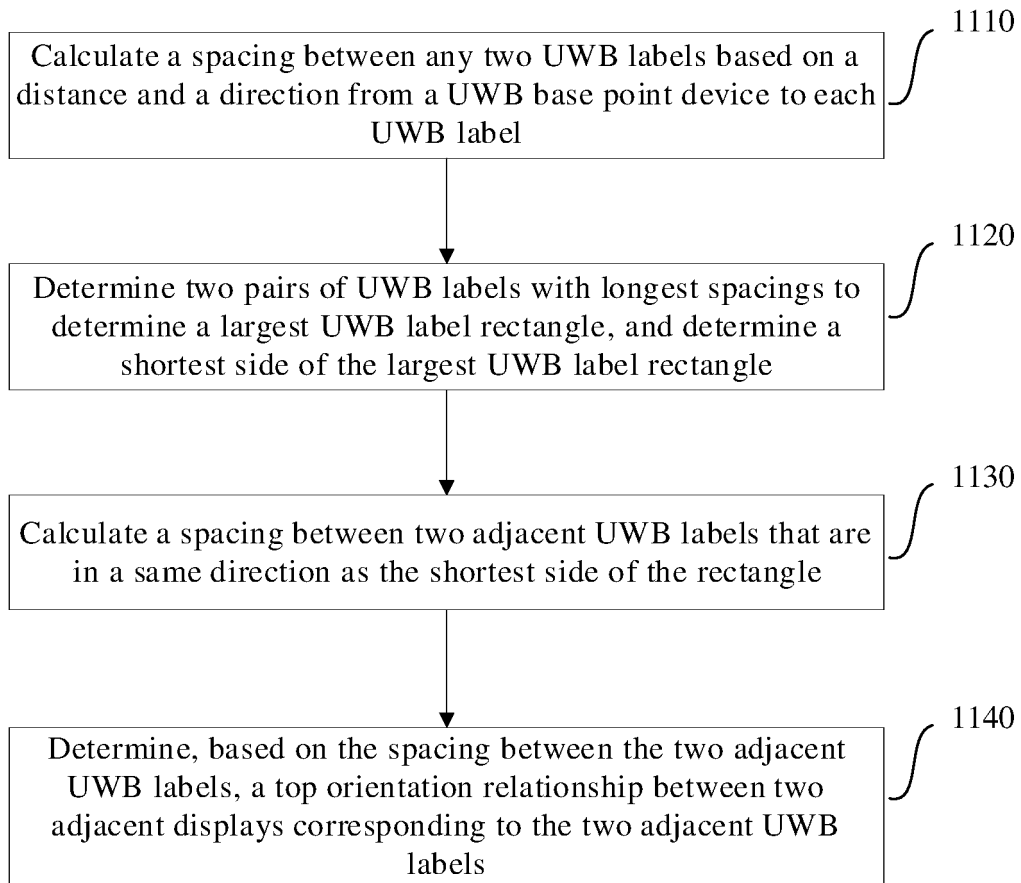 1110
Calculate a spacing between any two UWB labels based on a
distance and a direction from a UWB base point device to each
UWB label
1120
Determine two pairs of UWB labels with longest spacings to
determine a largest UWB label rectangle, and determine a
shortest side of the largest UWB label rectangle
1130
Calculate a spacing between two adjacent UWB labels that are
in a same direction as the shortest side of the rectangle
1140
Determine, based on the spacing between the two adjacent
UWB labels, a top orientation relationship between two
adjacent displays corresponding to the two adjacent UWB
labels